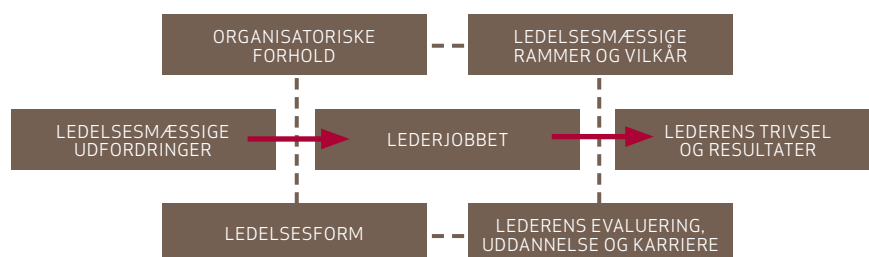 ORGANISATORISKE
FORHOLD
LEDELSESMÆSSIGE
RAMMER OG VILKÅR
LEDELSESMÆSSIGE
UDFORDRINGER
LEDERJOBBET
LEDERENS TRIVSEL
OG RESULTATER
LEDELSESFORM
LEDERENS EVALUERING,
UDDANNELSE OG KARRIERE